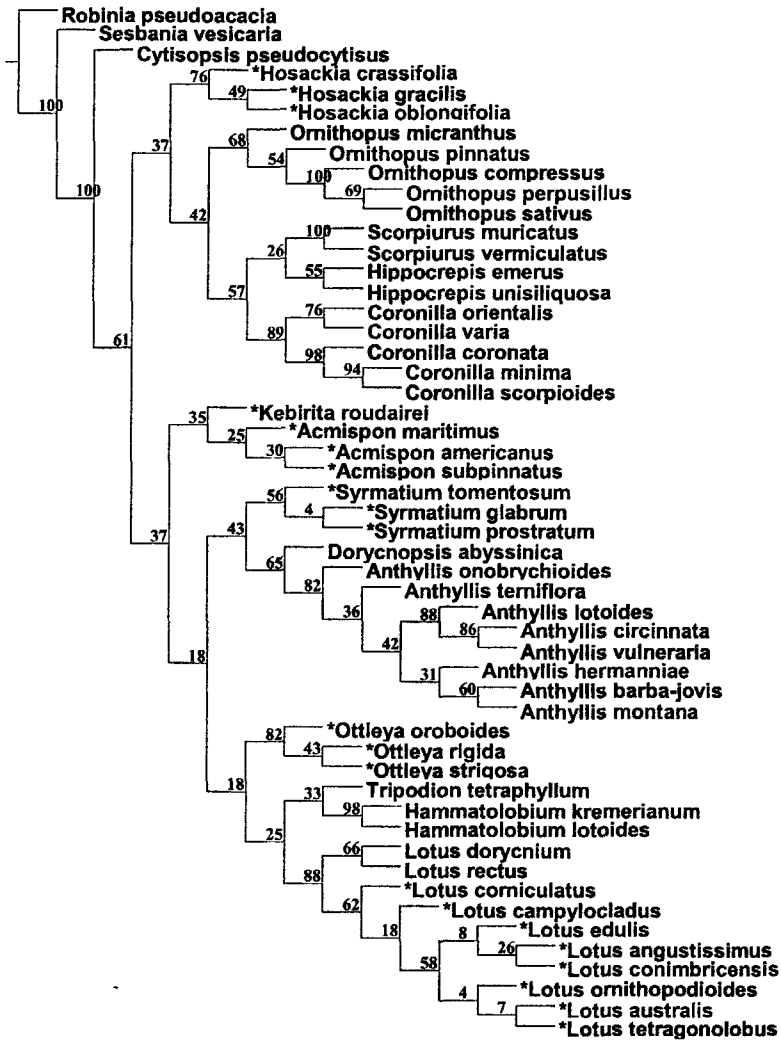 Robinia pseudoacacia
Sesbania vesicaria
Cytisopsis pseudocytisus
*Hosackia crassifolia
76
*Hosackia gracilis
49
100
*Hosackia oblongifolia
Ornithopus micranthus
68
37
Ornithopus pinnatus
54
Ornithopus compressus
100
100
Ornithopus perpusillus
69
Ornithopus sativus
42
Scorpiurus muricatus
100
Scorpiurus vermiculatus
26
Hippocrepis emerus
55
Hippocrepis unisiliquosa
57
Coronilla orientalis
76
Coronilla varia
89
61
Coronilla coronata
98
Coronilla minima
94
Coronilla scorpioides
*Kebirita roudairei
35
*Acmispon maritimus
25
*Acmispon americanus
30
*Acmispon subpinnatus
*Syrmatium tomentosum
56
*Syrmatium glabrum
4
*Syrmatium prostratum
43
37
Dorycnopsis abyssinica
65
Anthyllis onobrychioides
82
Anthyllis terniflora
36
Anthyllis lotoides
88
Anthyllis circinnata
86
Anthyllis vulneraria
42
18
Anthyllis hermanniae
31
Anthyllis barba-jovis
60
Anthyllis montana
*Ottleya oroboides
82
*Ottleya rigida
43
*Ottleya strigosa
18
Tripodion tetraphyllum
33
Hammatolobium kremerianum
98
Hammatolobium lotoides
25
Lotus dorycnium
66
Lotus rectus
88
*Lotus corniculatus
62
*Lotus campylocladus
18
*Lotus edulis
8
*Lotus angustissimus
26
*Lotus conimbricensis
58
*Lotus ornithopodioides
4
*Lotus australis
7
*Lotus tetragonolobus